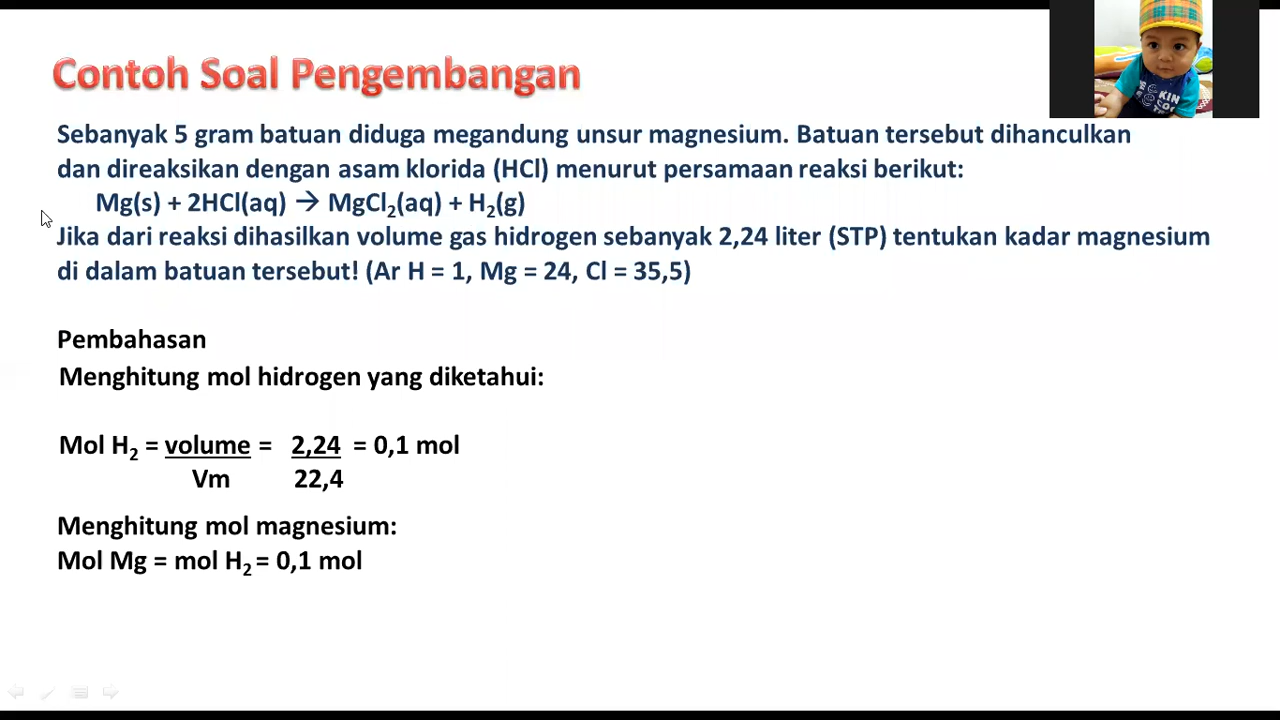 Contoh Soal Pengembangan
Sebanyak 5 gram batuan diduga megandung unsur magnesium. Batuan tersebut dihanculkan
dan direaksikan dengan asam klorida (HCl) menurut persamaan reaksi berikut:
Mg(s) + 2HCl(aq) → MgCl₂(aq) + H₂(g)
Jika dari reaksi dihasilkan volume gas hidrogen sebanyak 2,24 liter (STP) tentukan kadar magnesium
di dalam batuan tersebut! (Ar H = 1, Mg = 24, Cl = 35,5)
Pembahasan
Menghitung mol hidrogen yang diketahui:
Mol H₂ = volume = 2,24 = 0,1 mol
Vm 22,4
Menghitung mol magnesium:
Mol Mg = mol H₂ = 0,1 mol
KIN